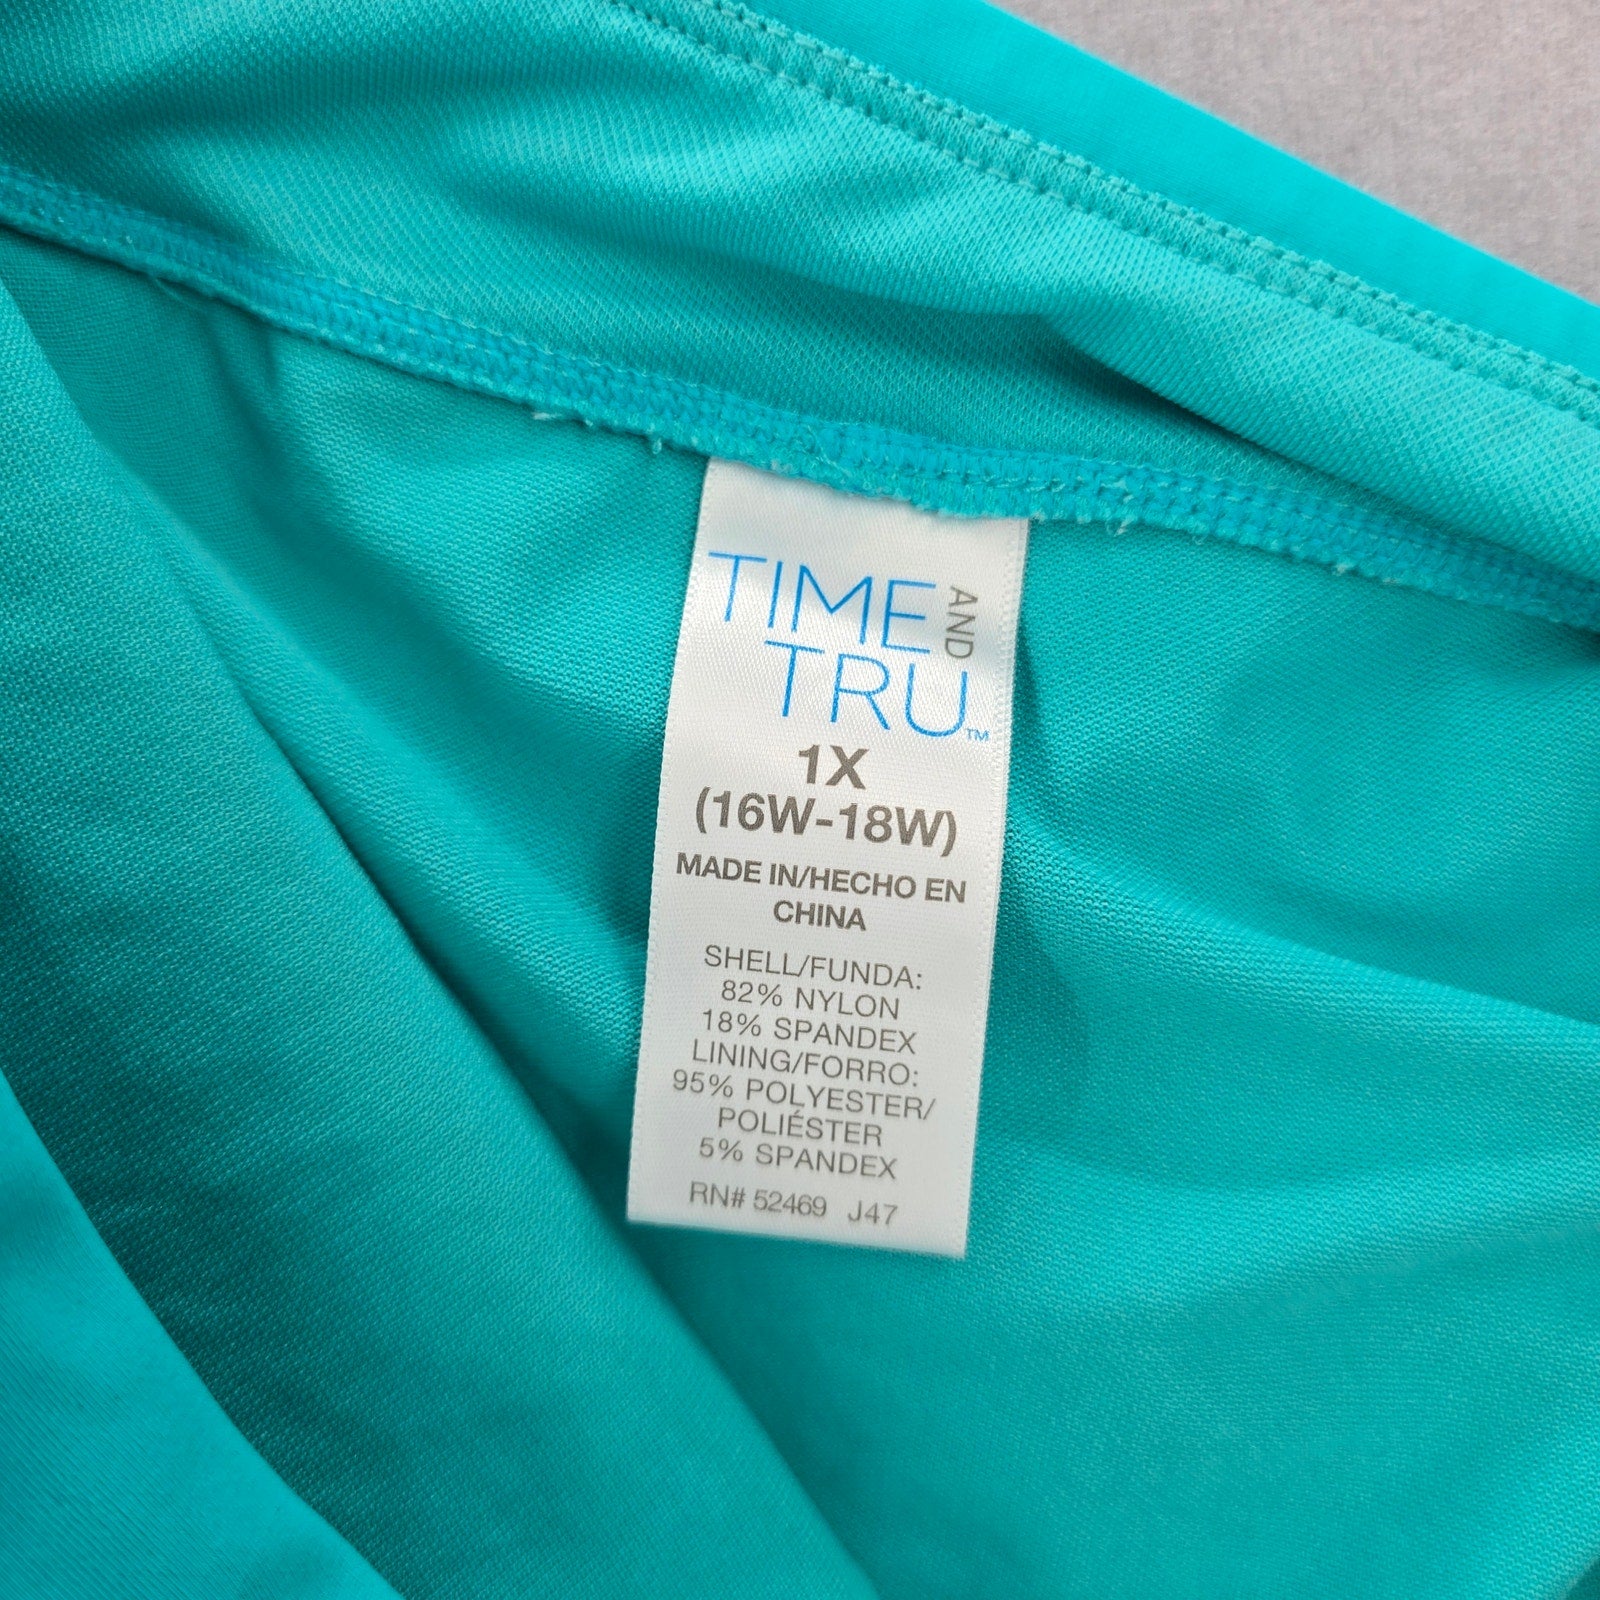 TIME AND
TRU™
1X
(16W-18W)
MADE IN/HECHO EN
CHINA
SHELL/FUNDA:
82% NYLON
18% SPANDEX
LINING/FORRO:
95% POLYESTER/
POLIÉSTER
5% SPANDEX
RN# 52469 J47